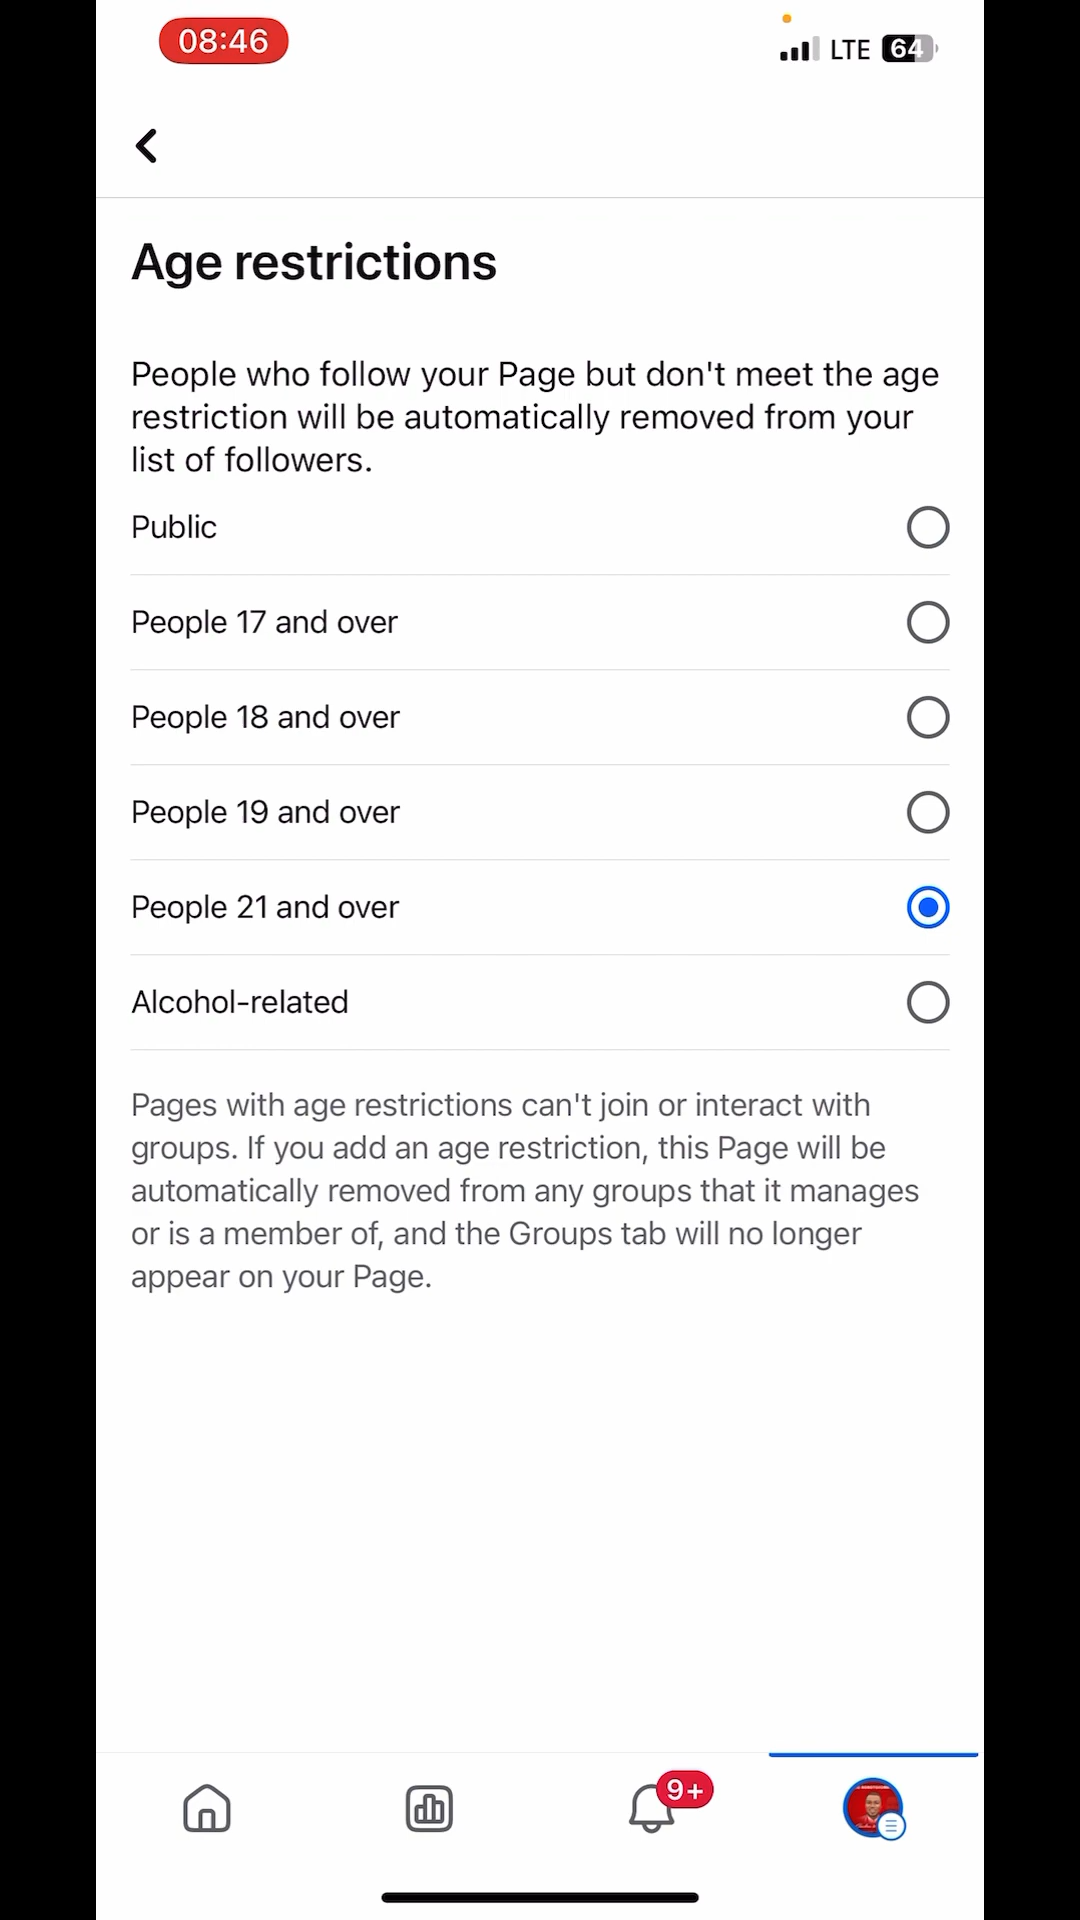 08:46
LTE 64
Age restrictions
People who follow your Page but don't meet the age
restriction will be automatically removed from your
list of followers.
Public
People 17 and over
People 18 and over
People 19 and over
People 21 and over
Alcohol-related
Pages with age restrictions can't join or interact with
groups. If you add an age restriction, this Page will be
automatically removed from any groups that it manages
or is a member of, and the Groups tab will no longer
appear on your Page.
9+